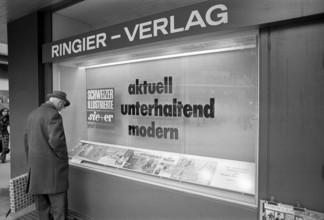 RINGIER-VERLAG
SCHWEIZER
ILLUSTRIERTE
sie+er
aktuell
unterhaltend
modern